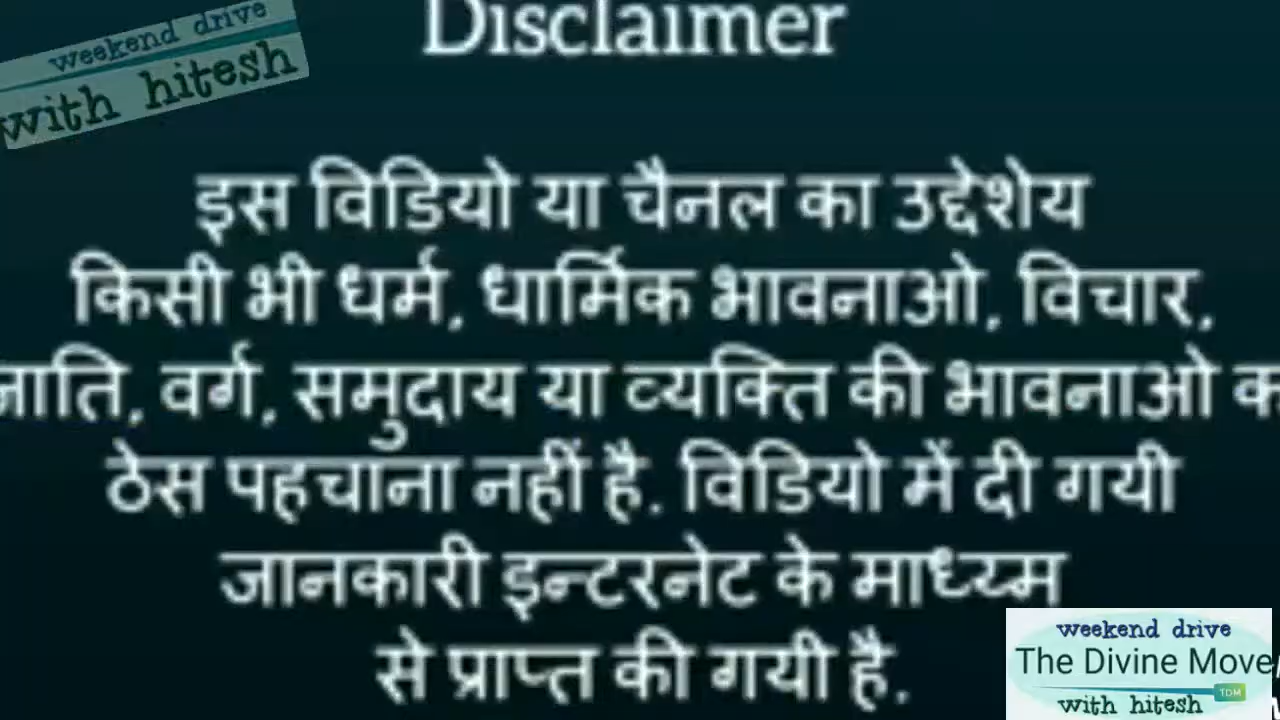 Disclaimer
weekend drive
with hitesh
इस विडियो या चैनल का उद्देशेय
किसी भी धर्म, धार्मिक भावनाओ, विचार,
जाति, वर्ग, समुदाय या व्यक्ति की भावनाओ क
ठेस पहचाना नहीं है. विडियो में दी गयी
जानकारी इन्टरनेट के माध्य्म
से प्राप्त की गयी है.
weekend drive
The Divine Move
TDM
with hitesh